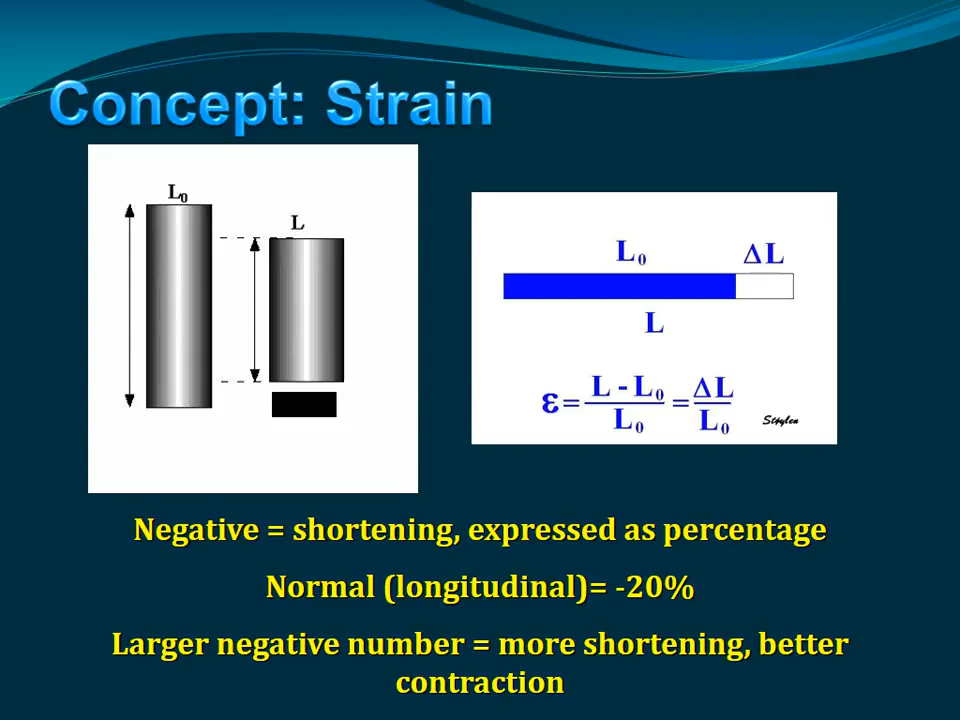 Concept: Strain
L₀
L
L₀ ΔL
L
ε = (L - L₀)/L₀ = ΔL/L₀
Negative = shortening, expressed as percentage
Normal (longitudinal)= -20%
Larger negative number = more shortening, better
contraction